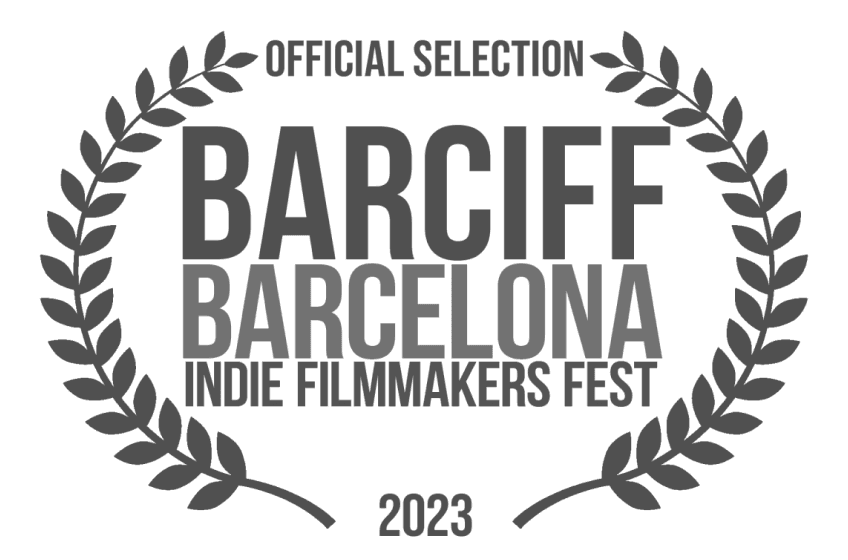 OFFICIAL SELECTION
BARCIFF
BARCELONA
INDIE FILMMAKERS FEST
2023